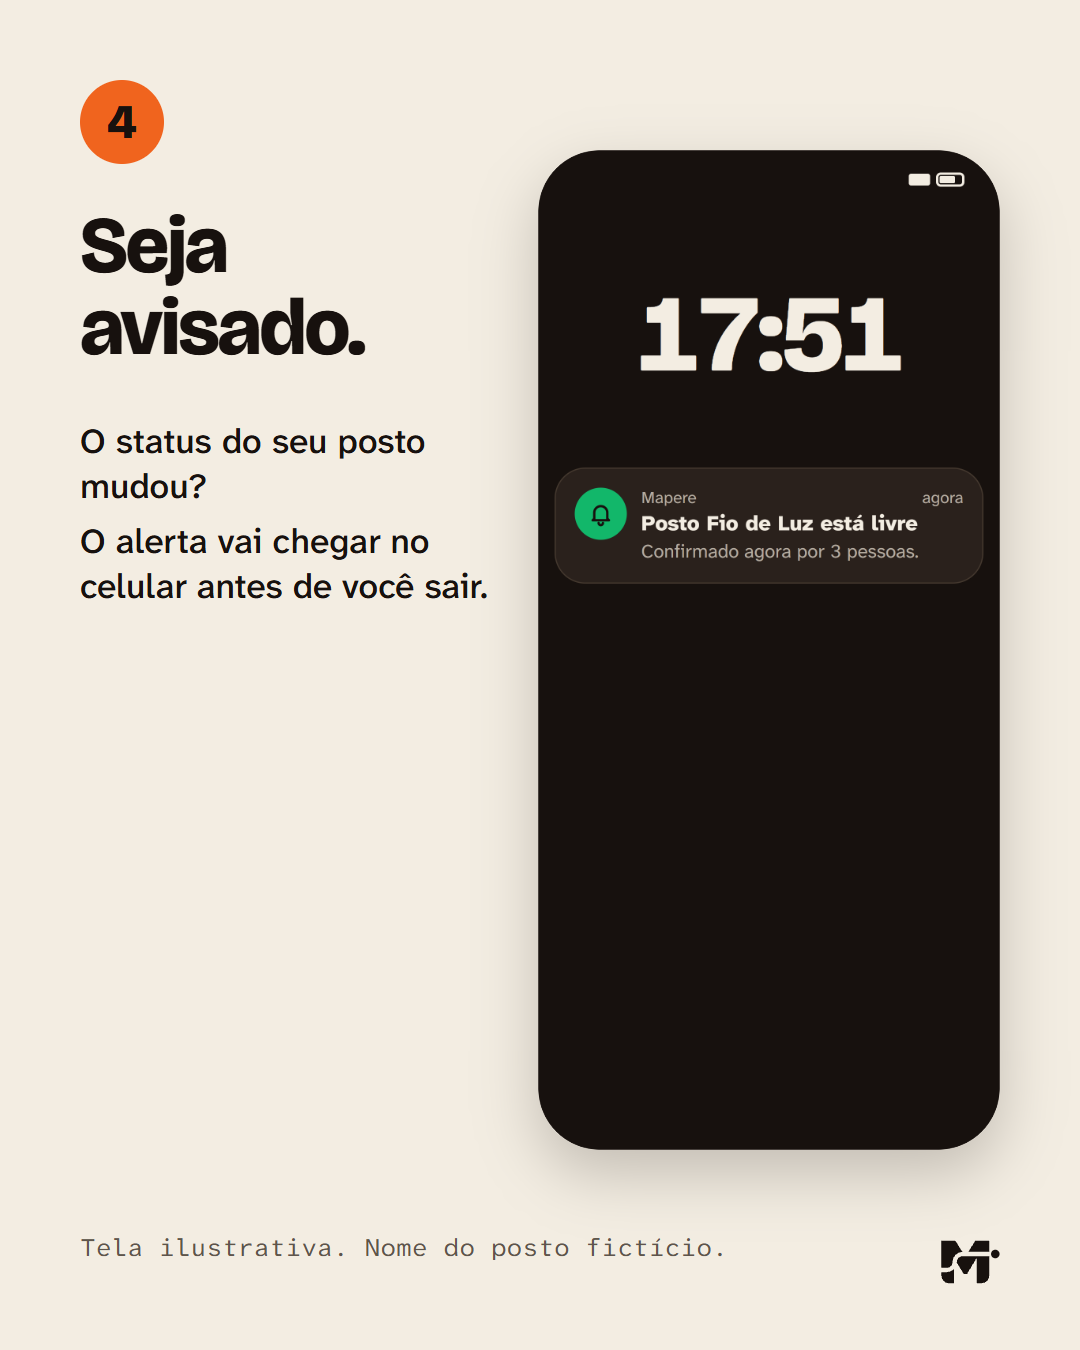 4
Seja
avisado.
O status do seu posto
mudou?
O alerta vai chegar no
celular antes de você sair.
17:51
Mapere
agora
Posto Fio de Luz está livre
Confirmado agora por 3 pessoas.
Tela ilustrativa. Nome do posto fictício.
M